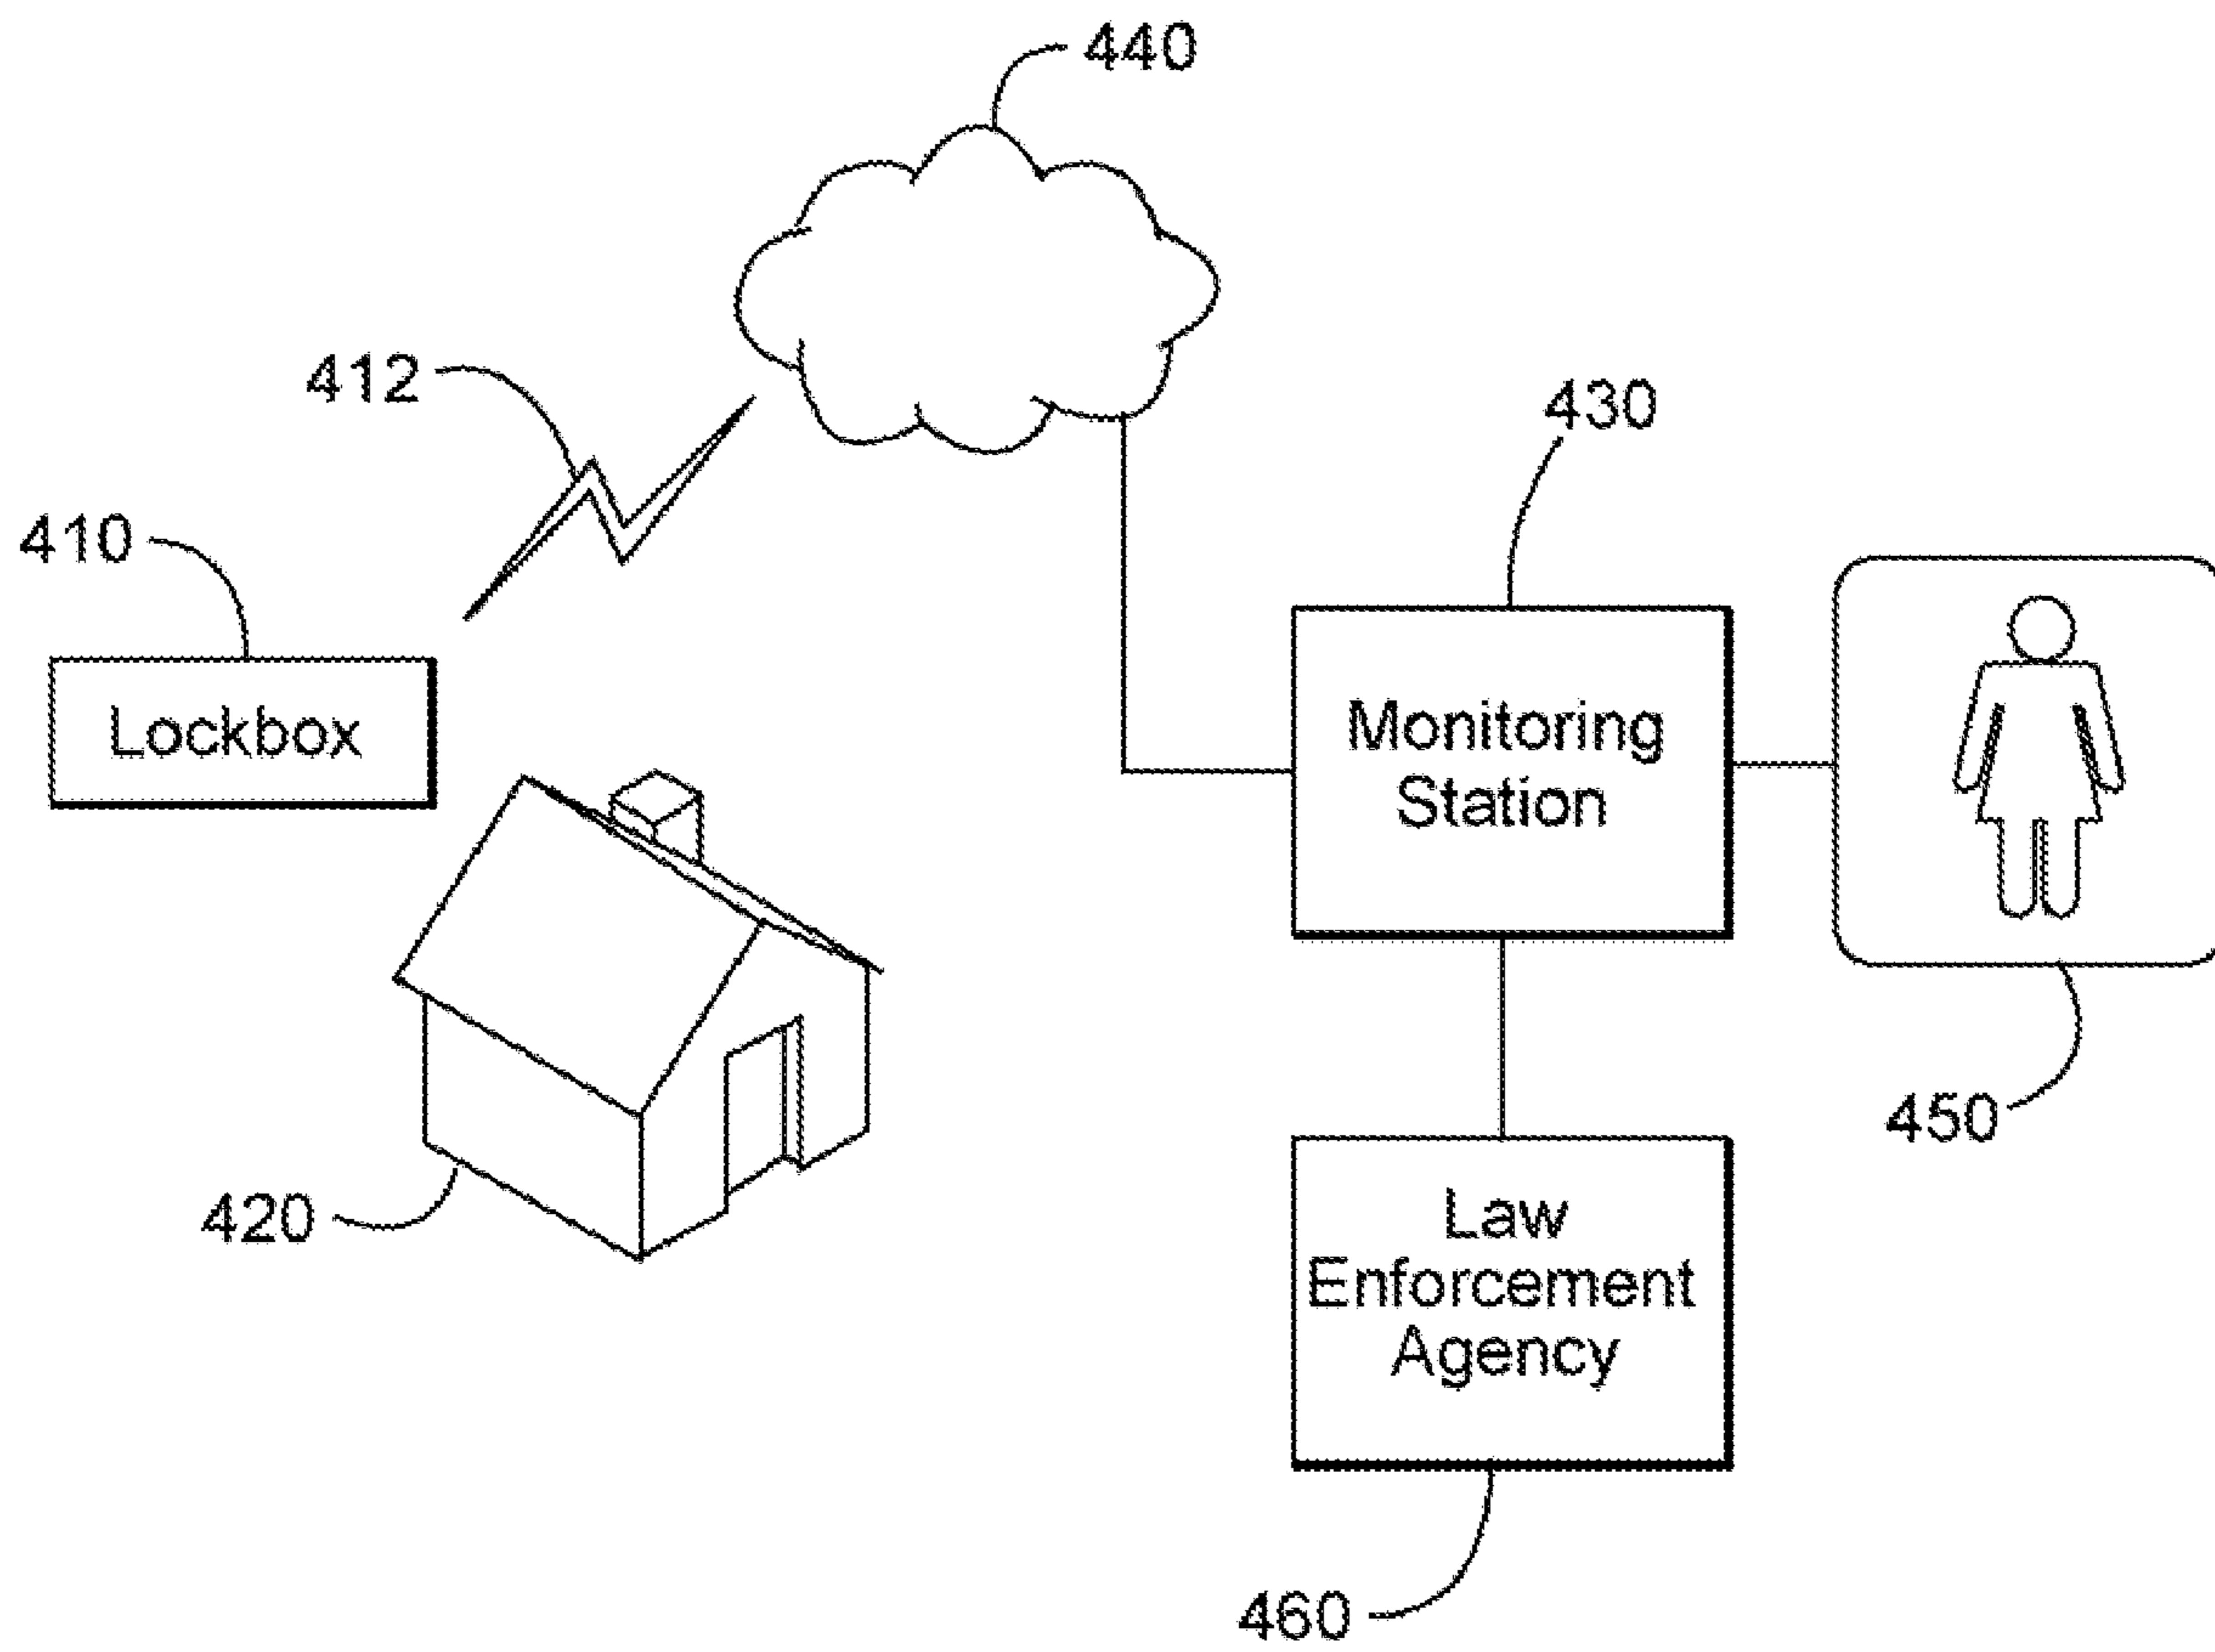 440
412
430
410
Lockbox
Monitoring
Station
450
420
Law
Enforcement
Agency
460